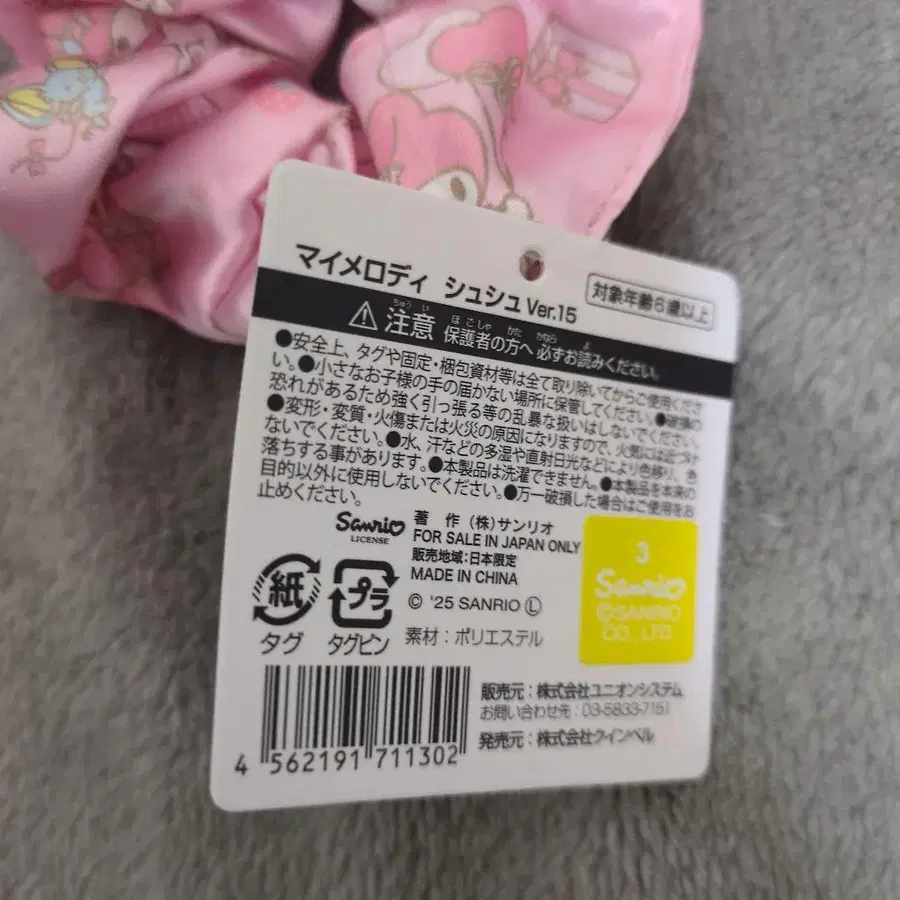 マイメロディ シュシュ Ver.15
対象年齢6歳以上
注意 保護者の方へ 必ずお読みください。
●安全上、タグや固定・梱包資材等は全て取り除いてからご使用くださ
い。●小さなお子様の手の届かない場所に保管してください。●破損の
恐れがあるため強く引っ張る等の乱暴な扱いはしないでください。
●変形・変質・火傷または火災の原因になりますので、火気には近づけ
ないでください。●水、汗などの多湿や直射日光などにより色移り、色
落ちする事があります。●本製品は洗濯できません。●本製品を本来の
目的以外に使用しないでください。●万一破損した場合はご使用をお
止めください。
Sanrio
LICENSE
著 作 (株)サンリオ
FOR SALE IN JAPAN ONLY
販売地域:日本限定
MADE IN CHINA
© '25 SANRIO Ⓛ
素材:ポリエステル
紙
タグ
プラ
タグピン
3
Sanrio
©SANRIO
CO., LTD.
4 562191 711302
販売元:株式会社ユニオンシステム
お問い合わせ先:03-5833-7151
発売元:株式会社クインベル